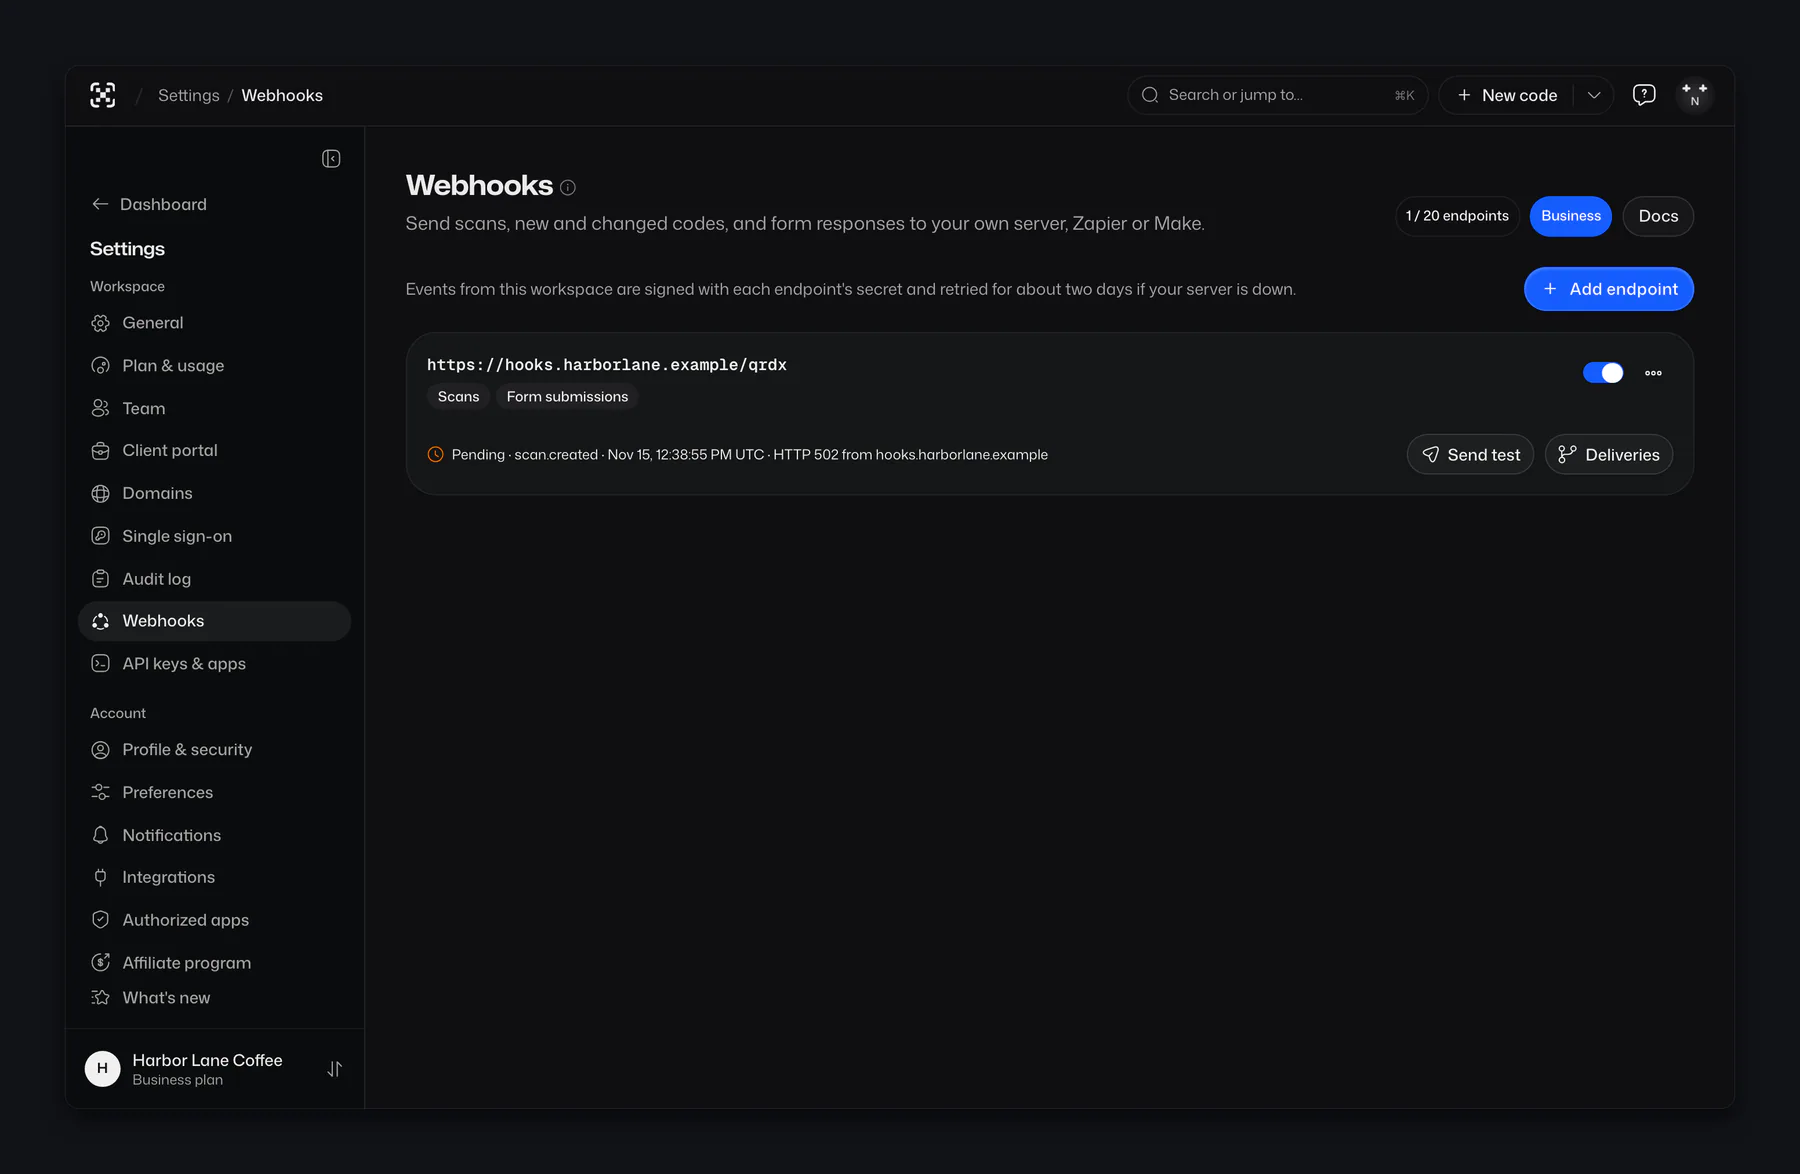 Settings / Webhooks
Search or jump to... ⌘K
+ New code
N
Dashboard
Settings
Workspace
General
Plan & usage
Team
Client portal
Domains
Single sign-on
Audit log
Webhooks
API keys & apps
Account
Profile & security
Preferences
Notifications
Integrations
Authorized apps
Affiliate program
What's new
H
Harbor Lane Coffee
Business plan
Webhooks
Send scans, new and changed codes, and form responses to your own server, Zapier or Make.
1 / 20 endpoints
Business
Docs
Events from this workspace are signed with each endpoint's secret and retried for about two days if your server is down.
+ Add endpoint
https://hooks.harborlane.example/qrdx
Scans
Form submissions
Pending · scan.created · Nov 15, 12:38:55 PM UTC · HTTP 502 from hooks.harborlane.example
Send test
Deliveries